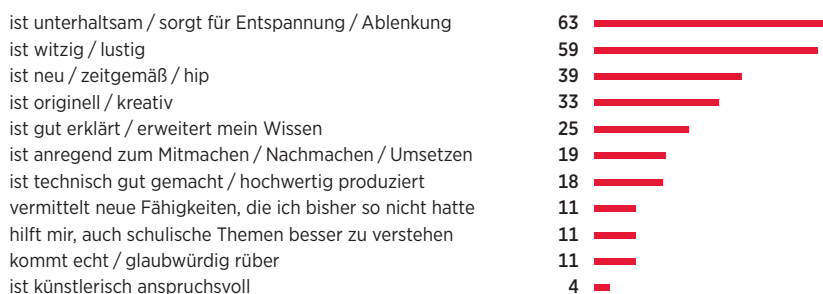 ist unterhaltsam / sorgt für Entspannung / Ablenkung 63
ist witzig / lustig 59
ist neu / zeitgemäß / hip 39
ist originell / kreativ 33
ist gut erklärt / erweitert mein Wissen 25
ist anregend zum Mitmachen / Nachmachen / Umsetzen 19
ist technisch gut gemacht / hochwertig produziert 18
vermittelt neue Fähigkeiten, die ich bisher so nicht hatte 11
hilft mir, auch schulische Themen besser zu verstehen 11
kommt echt / glaubwürdig rüber 11
ist künstlerisch anspruchsvoll 4